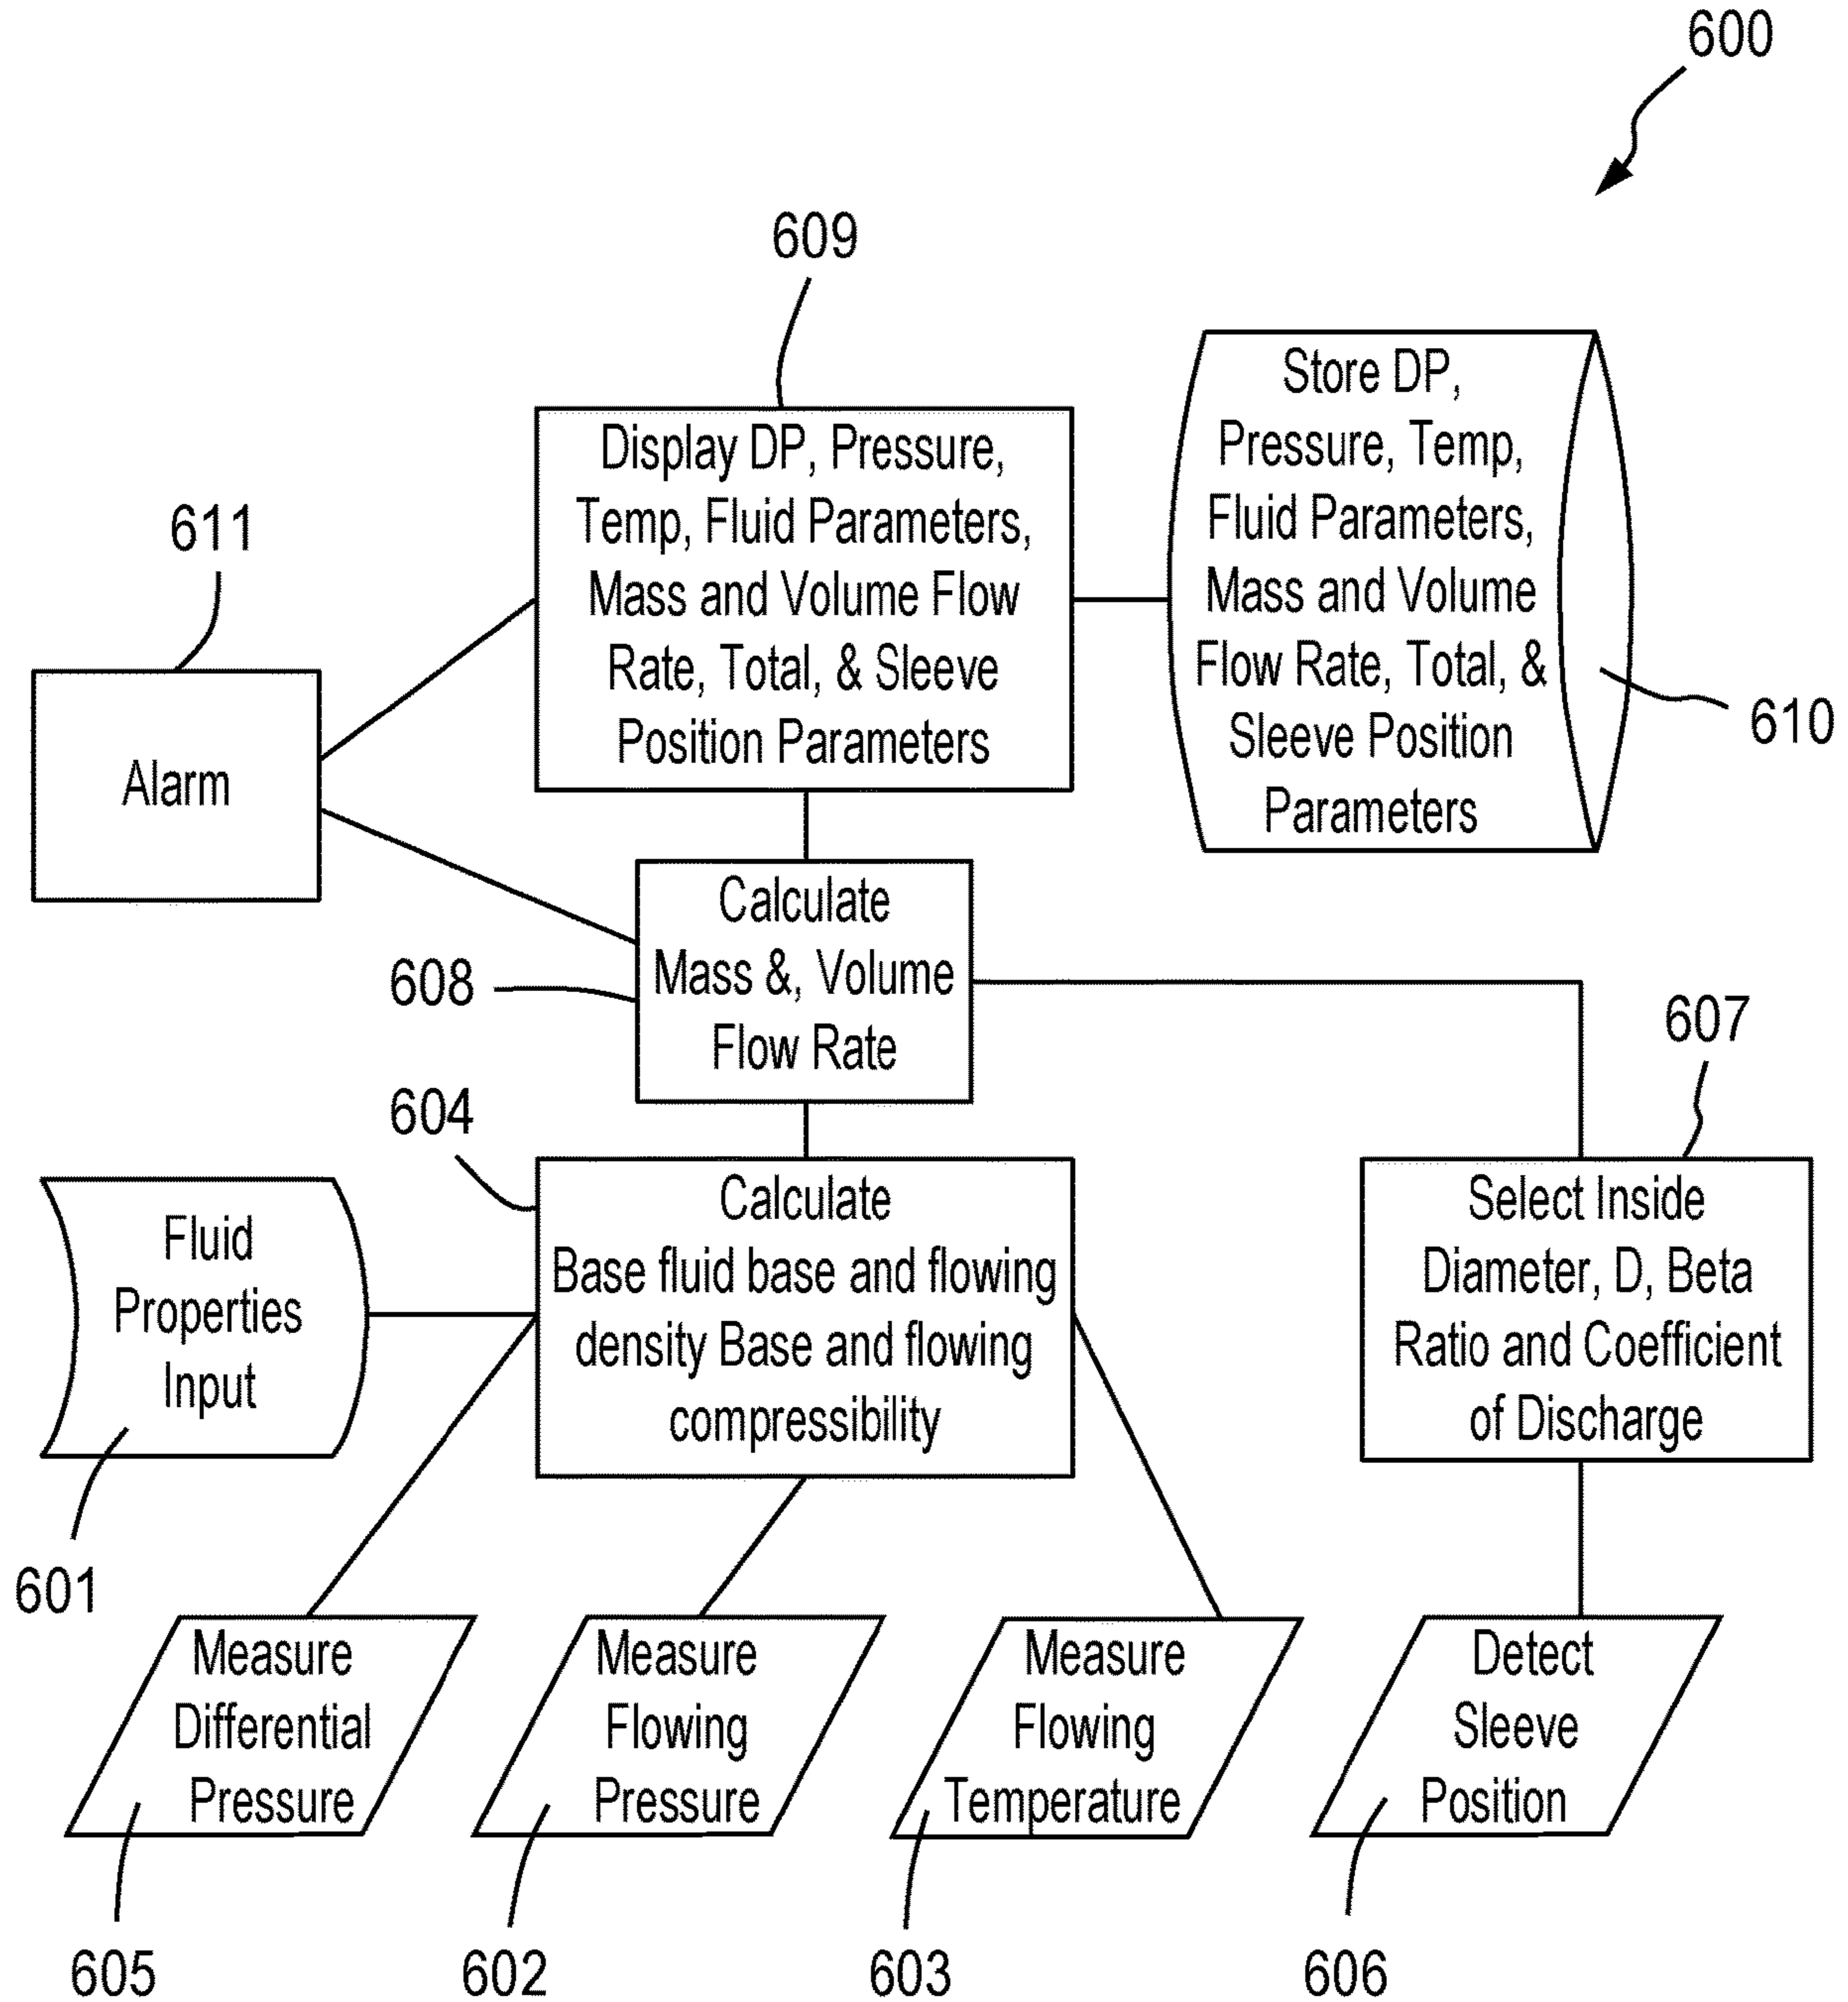 600
609
Display DP, Pressure,
Temp, Fluid Parameters,
Mass and Volume Flow
Rate, Total, & Sleeve
Position Parameters
Store DP,
Pressure, Temp,
Fluid Parameters,
Mass and Volume
Flow Rate, Total, &
Sleeve Position
Parameters
610
611
Alarm
Calculate
Mass &, Volume
Flow Rate
608
607
604
Fluid
Properties
Input
601
Calculate
Base fluid base and flowing
density Base and flowing
compressibility
Select Inside
Diameter, D, Beta
Ratio and Coefficient
of Discharge
Measure
Differential
Pressure
605
Measure
Flowing
Pressure
602
Measure
Flowing
Temperature
603
Detect
Sleeve
Position
606